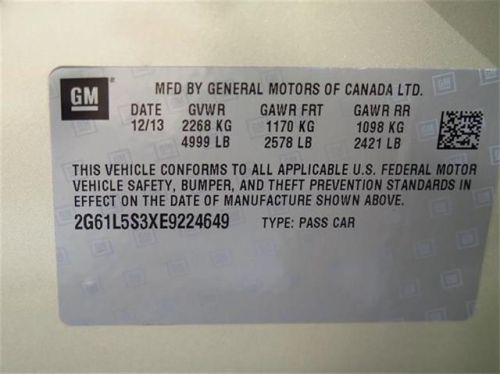 GM
MFD BY GENERAL MOTORS OF CANADA LTD.
DATE GVWR GAWR FRT GAWR RR
12/13 2268 KG 1170 KG 1098 KG
4999 LB 2578 LB 2421 LB
THIS VEHICLE CONFORMS TO ALL APPLICABLE U.S. FEDERAL MOTOR
VEHICLE SAFETY, BUMPER, AND THEFT PREVENTION STANDARDS IN
EFFECT ON THE DATE OF MANUFACTURE SHOWN ABOVE.
2G61L5S3XE9224649 TYPE: PASS CAR